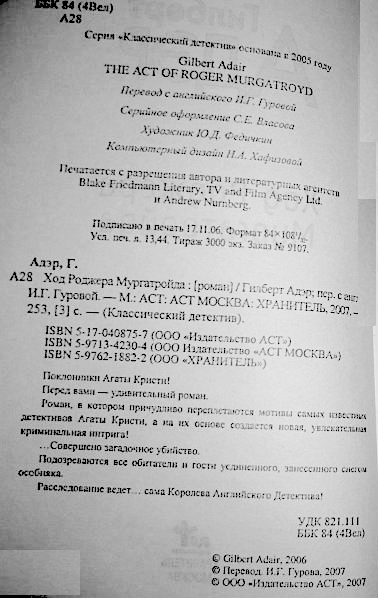 ББК 84 (4Вел)
А28
Серия «Классический детектив» основана в 2005 году
Gilbert Adair
THE ACT OF ROGER MURGATROYD
Перевод с английского И.Г. Гуровой
Серийное оформление С.Е. Власова
Художник Ю.Д. Федичкин
Компьютерный дизайн Н.А. Хафизовой
Печатается с разрешения автора и литературных агентств
Blake Friedmann Literary, TV and Film Agency Ltd.
и Andrew Nurnberg.
Подписано в печать 17.11.06. Формат 84×108¹/₃₂.
Усл. печ. л. 13,44. Тираж 3000 экз. Заказ № 9107.
Адэр, Г.
А28 Ход Роджера Мургатройда : [роман] / Гилберт Адэр; пер. с англ.
И.Г. Гуровой. — М.: АСТ: АСТ МОСКВА: ХРАНИТЕЛЬ, 2007. –
253, [3] с. — (Классический детектив).
ISBN 5-17-040875-7 (ООО «Издательство АСТ»)
ISBN 5-9713-4230-4 (ООО Издательство «АСТ МОСКВА»)
ISBN 5-9762-1882-2 (ООО «ХРАНИТЕЛЬ»)
Поклонники Агаты Кристи!
Перед вами — удивительный роман.
Роман, в котором причудливо переплетаются мотивы самых известных
детективов Агаты Кристи, а на их основе создается новая, увлекательная
криминальная интрига!
...Совершено загадочное убийство.
Подозреваются все обитатели и гости уединенного, занесенного снегом
особняка.
Расследование ведет... сама Королева Английского Детектива!
УДК 821.111
ББК 84 (4Вел)
© Gilbert Adair, 2006
© Перевод. И.Г. Гурова, 2007
© ООО «Издательство АСТ», 2007